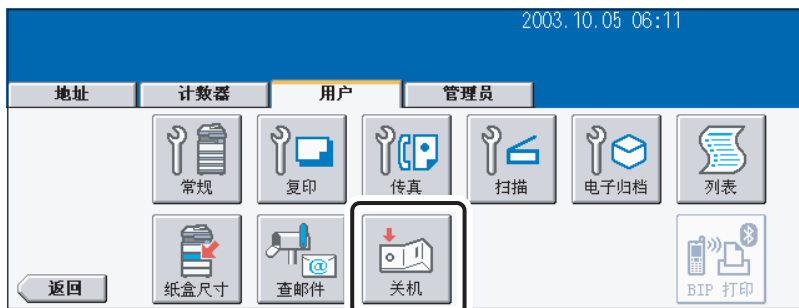 2003.10.05 06:11
地址 计数器 用户 管理员
常规 复印 传真 扫描 电子归档 列表
@
返回 纸盒尺寸 查邮件 关机 BIP 打印